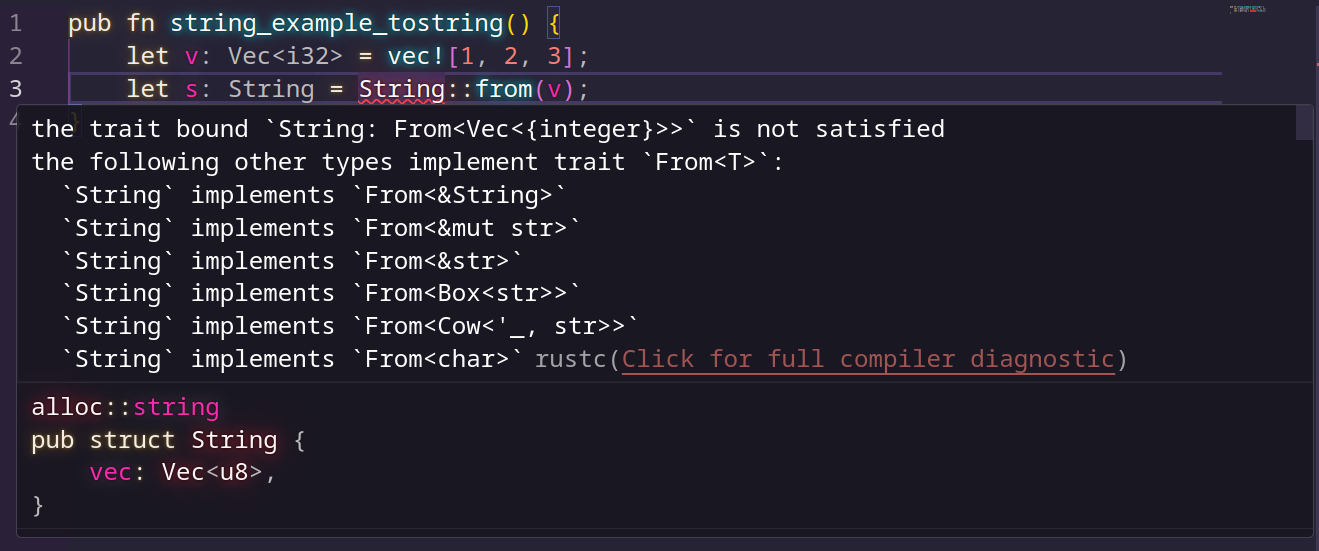 1 pub fn string_example_tostring() {
2     let v: Vec<i32> = vec![1, 2, 3];
3     let s: String = String::from(v);
4 }
the trait bound `String: From<Vec<{integer}>>` is not satisfied
the following other types implement trait `From<T>`:
  `String` implements `From<&String>`
  `String` implements `From<&mut str>`
  `String` implements `From<&str>`
  `String` implements `From<Box<str>>`
  `String` implements `From<Cow<'_, str>>`
  `String` implements `From<char>` rustc(Click for full compiler diagnostic)
alloc::string
pub struct String {
    vec: Vec<u8>,
}